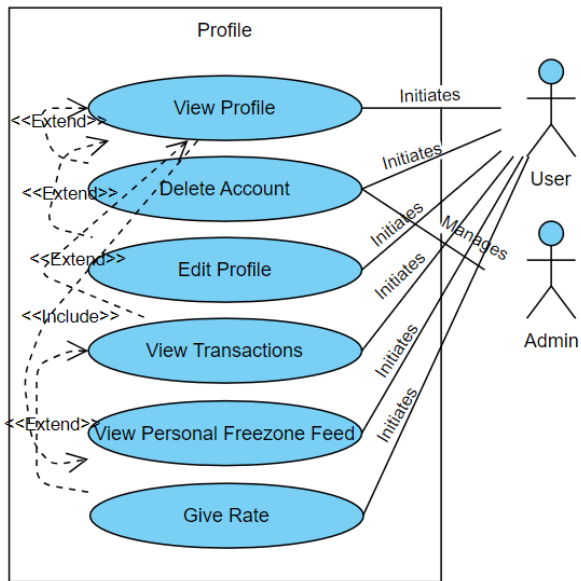 Profile
View Profile
Initiates
<<Extend>>
Initiates
User
Delete Account
<<Extend>>
Initiates
Manages
<<Extend>>
Edit Profile
Initiates
<<Include>>
Admin
View Transactions
Initiates
<<Extend>>
View Personal Freezone Feed
Initiates
Give Rate